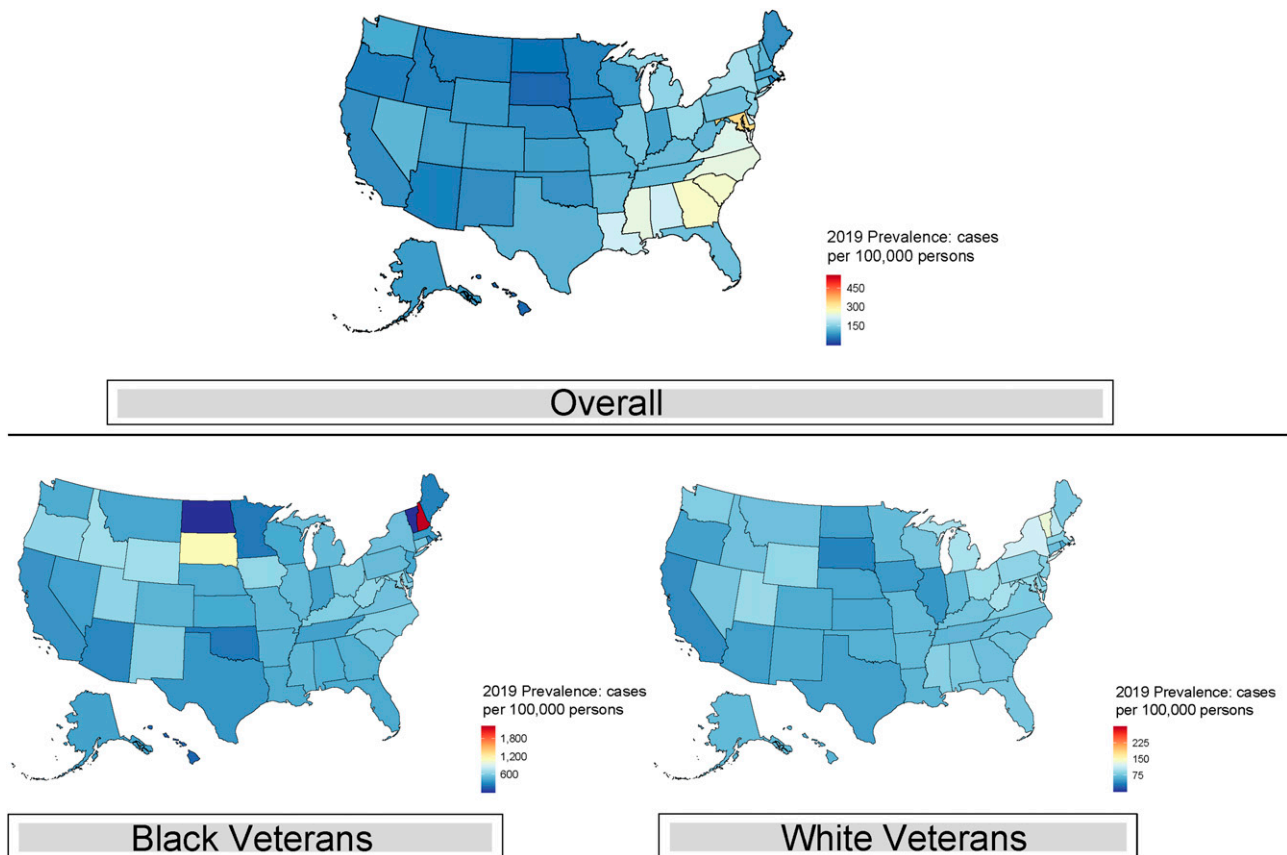 2019 Prevalence: cases
per 100,000 persons
450
300
150
Overall
2019 Prevalence: cases
per 100,000 persons
1,800
1,200
600
Black Veterans
2019 Prevalence: cases
per 100,000 persons
225
150
75
White Veterans